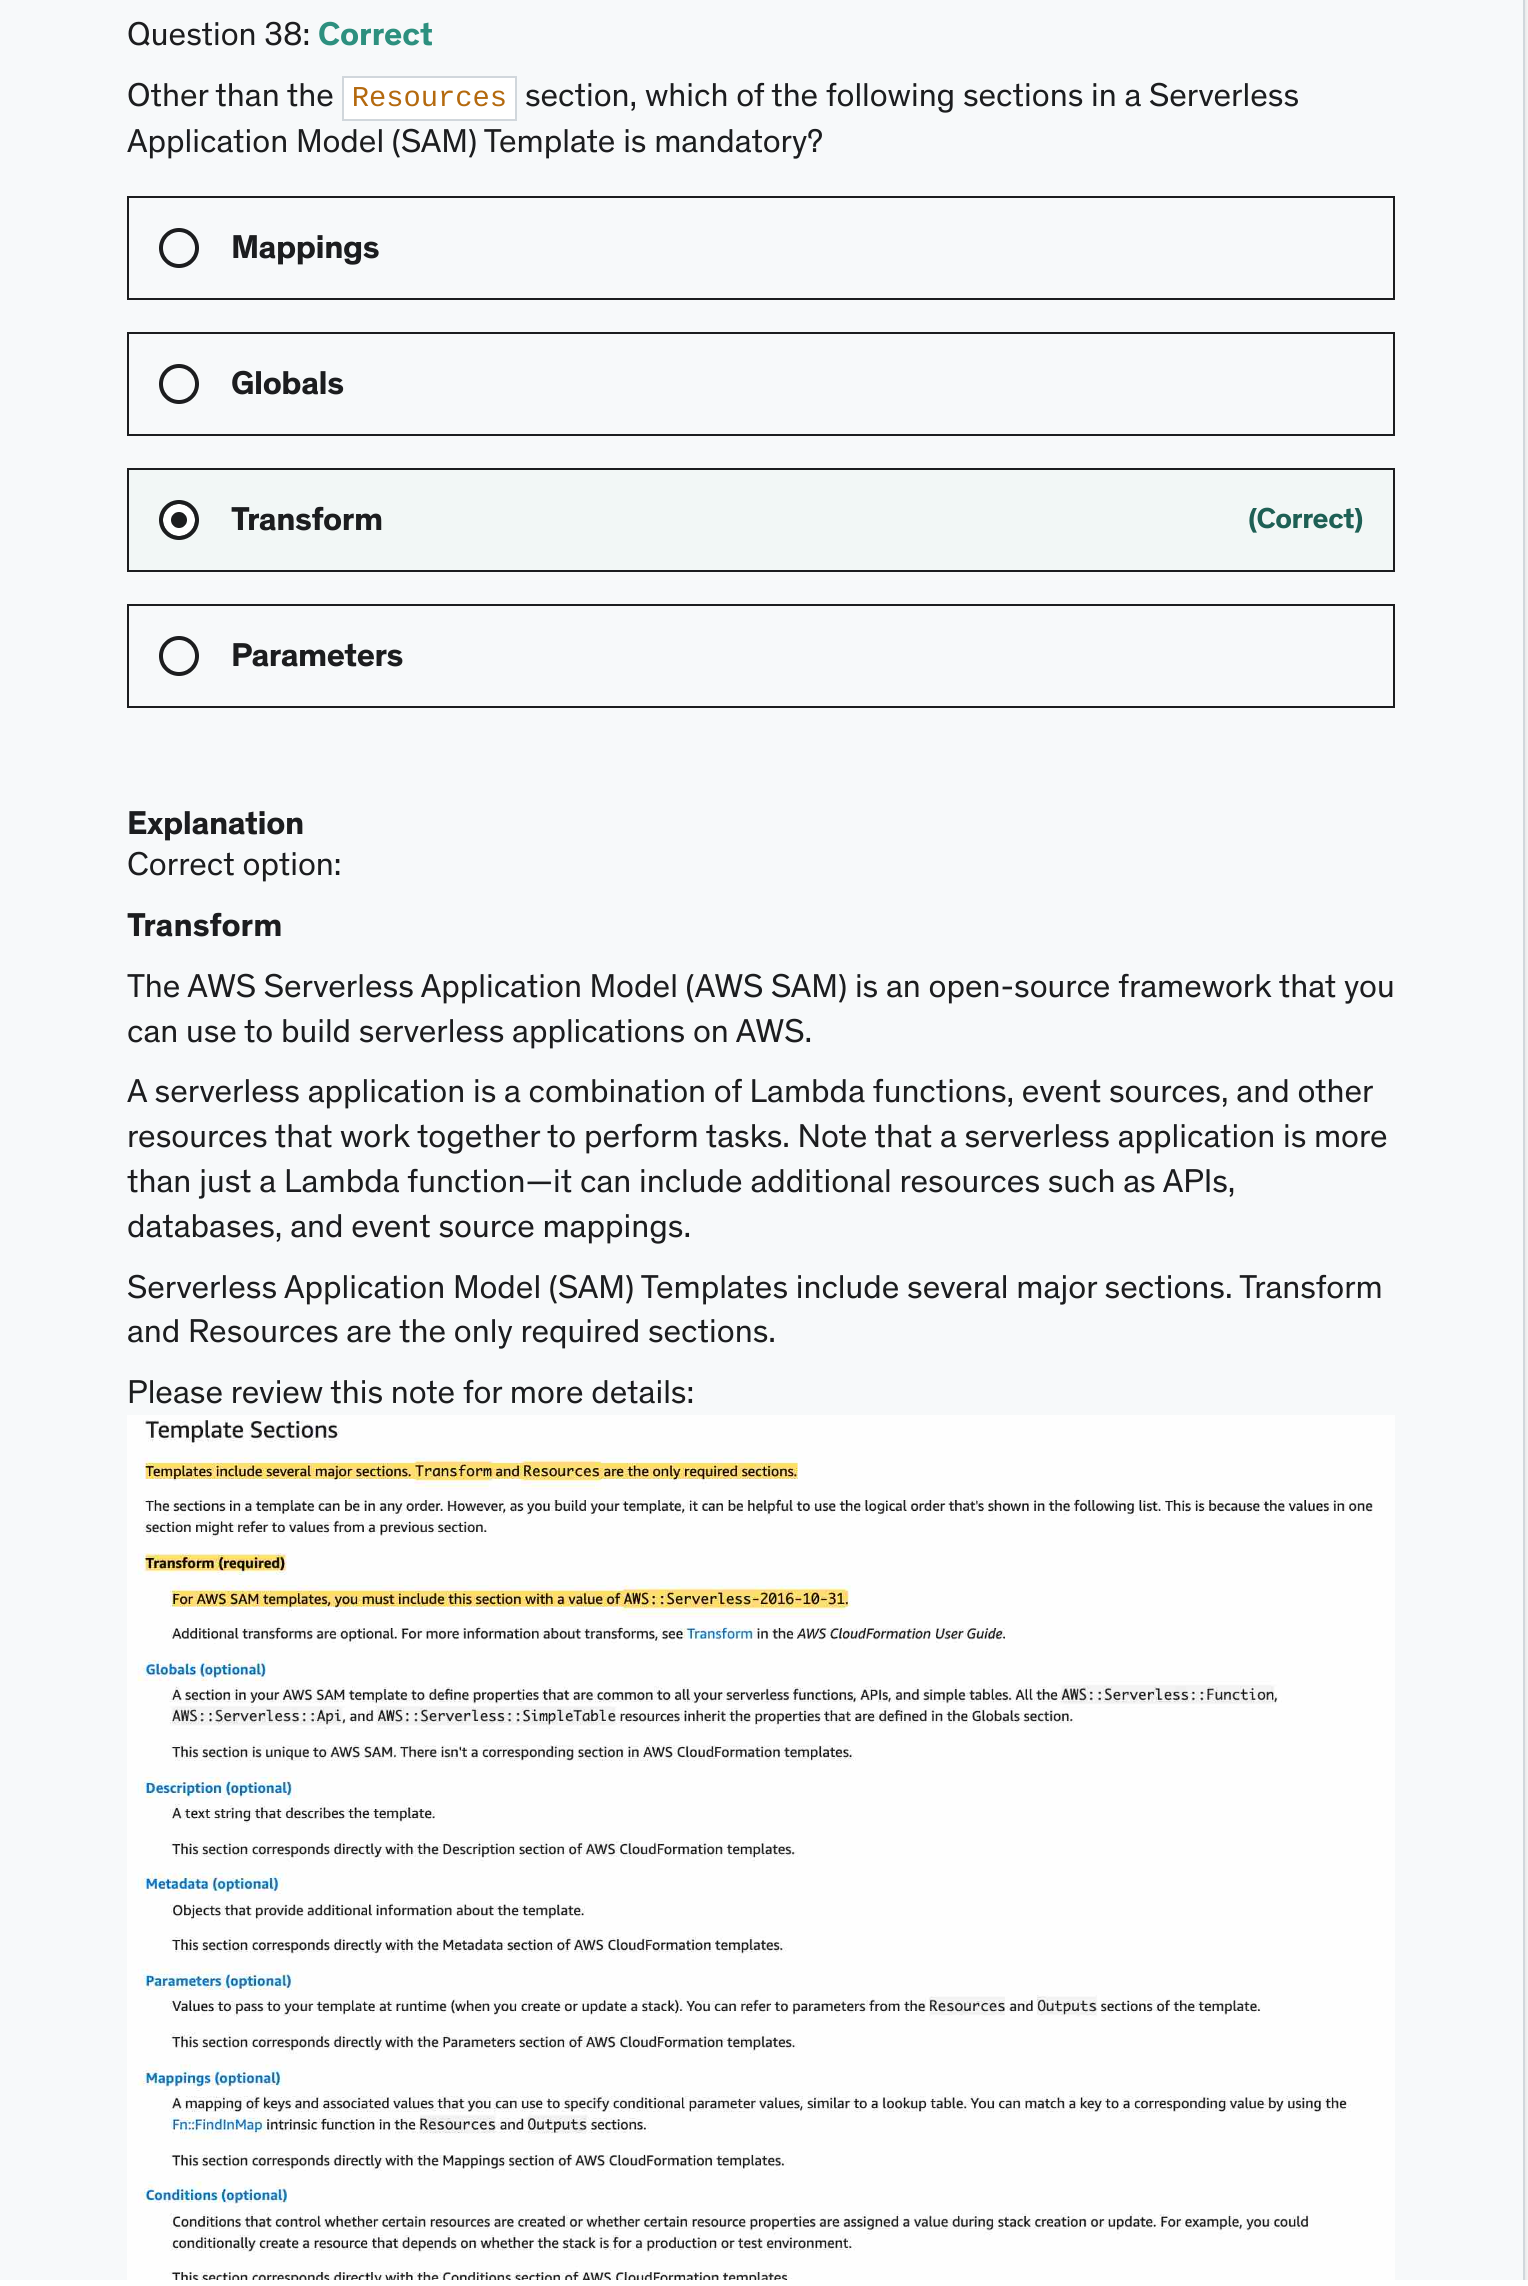 Question 38: Correct
Other than the Resources section, which of the following sections in a Serverless
Application Model (SAM) Template is mandatory?
Mappings
Globals
Transform (Correct)
Parameters
Explanation
Correct option:
Transform
The AWS Serverless Application Model (AWS SAM) is an open-source framework that you
can use to build serverless applications on AWS.
A serverless application is a combination of Lambda functions, event sources, and other
resources that work together to perform tasks. Note that a serverless application is more
than just a Lambda function—it can include additional resources such as APIs,
databases, and event source mappings.
Serverless Application Model (SAM) Templates include several major sections. Transform
and Resources are the only required sections.
Please review this note for more details:
Template Sections
Templates include several major sections. Transform and Resources are the only required sections.
The sections in a template can be in any order. However, as you build your template, it can be helpful to use the logical order that's shown in the following list. This is because the values in one
section might refer to values from a previous section.
Transform (required)
For AWS SAM templates, you must include this section with a value of AWS::Serverless-2016-10-31.
Additional transforms are optional. For more information about transforms, see Transform in the AWS CloudFormation User Guide.
Globals (optional)
A section in your AWS SAM template to define properties that are common to all your serverless functions, APIs, and simple tables. All the AWS::Serverless::Function,
AWS::Serverless::Api, and AWS::Serverless::SimpleTable resources inherit the properties that are defined in the Globals section.
This section is unique to AWS SAM. There isn't a corresponding section in AWS CloudFormation templates.
Description (optional)
A text string that describes the template.
This section corresponds directly with the Description section of AWS CloudFormation templates.
Metadata (optional)
Objects that provide additional information about the template.
This section corresponds directly with the Metadata section of AWS CloudFormation templates.
Parameters (optional)
Values to pass to your template at runtime (when you create or update a stack). You can refer to parameters from the Resources and Outputs sections of the template.
This section corresponds directly with the Parameters section of AWS CloudFormation templates.
Mappings (optional)
A mapping of keys and associated values that you can use to specify conditional parameter values, similar to a lookup table. You can match a key to a corresponding value by using the
Fn::FindInMap intrinsic function in the Resources and Outputs sections.
This section corresponds directly with the Mappings section of AWS CloudFormation templates.
Conditions (optional)
Conditions that control whether certain resources are created or whether certain resource properties are assigned a value during stack creation or update. For example, you could
conditionally create a resource that depends on whether the stack is for a production or test environment.
This section corresponds directly with the Conditions section of AWS CloudFormation templates.